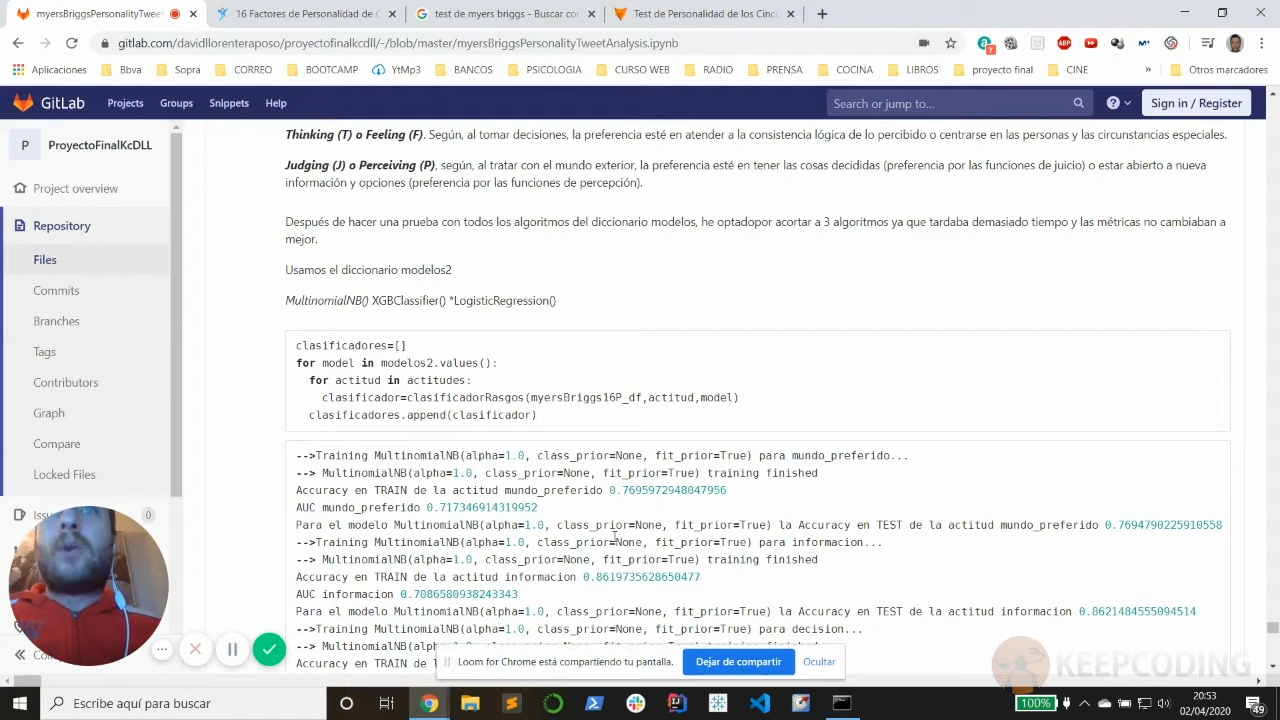 myersBriggsPersonalityTweet
16 Factores de Personalidad de C
test de myers briggs - Buscar con
Test de Personalidad de los Cinco
gitlab.com/davidllorenteraposo/proyectofinalkcdll/-/blob/master/myersBriggsPersonalityTweetAnalysis.ipynb
7
ABP
Aplicaciones
Bbva
Sopra
CORREO
BOOTCAMP
YtMp3
BANCOS
PSICOLOGIA
CURSO WEB
RADIO
PRENSA
COCINA
LIBROS
proyecto final
CINE
»
Otros marcadores
GitLab
Projects
Groups
Snippets
Help
Search or jump to...
Sign in / Register
P
ProyectoFinalKcDLL
Project overview
Repository
Files
Commits
Branches
Tags
Contributors
Graph
Compare
Locked Files
Issu
0
Thinking (T) o Feeling (F). Según, al tomar decisiones, la preferencia esté en atender a la consistencia lógica de lo percibido o centrarse en las personas y las circunstancias especiales.
Judging (J) o Perceiving (P), según, al tratar con el mundo exterior, la preferencia esté en tener las cosas decididas (preferencia por las funciones de juicio) o estar abierto a nueva
información y opciones (preferencia por las funciones de percepción).
Después de hacer una prueba con todos los algoritmos del diccionario modelos, he optadopor acortar a 3 algoritmos ya que tardaba demasiado tiempo y las métricas no cambiaban a
mejor.
Usamos el diccionario modelos2
MultinomialNB() XGBClassifier() *LogisticRegression()
clasificadores=[]
for model in modelos2.values():
for actitud in actitudes:
clasificador=clasificadorRasgos(myersBriggs16P_df,actitud,model)
clasificadores.append(clasificador)
-->Training MultinomialNB(alpha=1.0, class_prior=None, fit_prior=True) para mundo_preferido...
--> MultinomialNB(alpha=1.0, class_prior=None, fit_prior=True) training finished
Accuracy en TRAIN de la actitud mundo_preferido 0.7695972948047956
AUC mundo_preferido 0.717346914319952
Para el modelo MultinomialNB(alpha=1.0, class_prior=None, fit_prior=True) la Accuracy en TEST de la actitud mundo_preferido 0.7694790225910558
-->Training MultinomialNB(alpha=1.0, class_prior=None, fit_prior=True) para informacion...
--> MultinomialNB(alpha=1.0, class_prior=None, fit_prior=True) training finished
Accuracy en TRAIN de la actitud informacion 0.8619735628650477
AUC informacion 0.7086580938243343
Para el modelo MultinomialNB(alpha=1.0, class_prior=None, fit_prior=True) la Accuracy en TEST de la actitud informacion 0.8621484555094514
-->Training MultinomialNB(alpha=1.0, class_prior=None, fit_prior=True) para decision...
Accuracy en TRAIN de l
Loom for Chrome está compartiendo tu pantalla.
Dejar de compartir
Ocultar
KEEPCODING
Escribe aquí para buscar
100%
20:53
02/04/2020
49